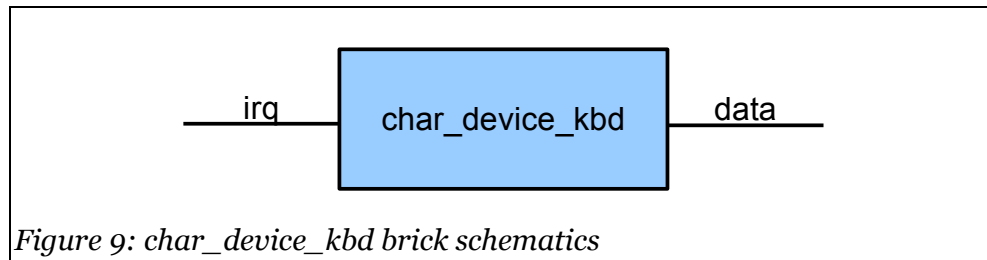 irq char_device_kbd data
Figure 9: char_device_kbd brick schematics